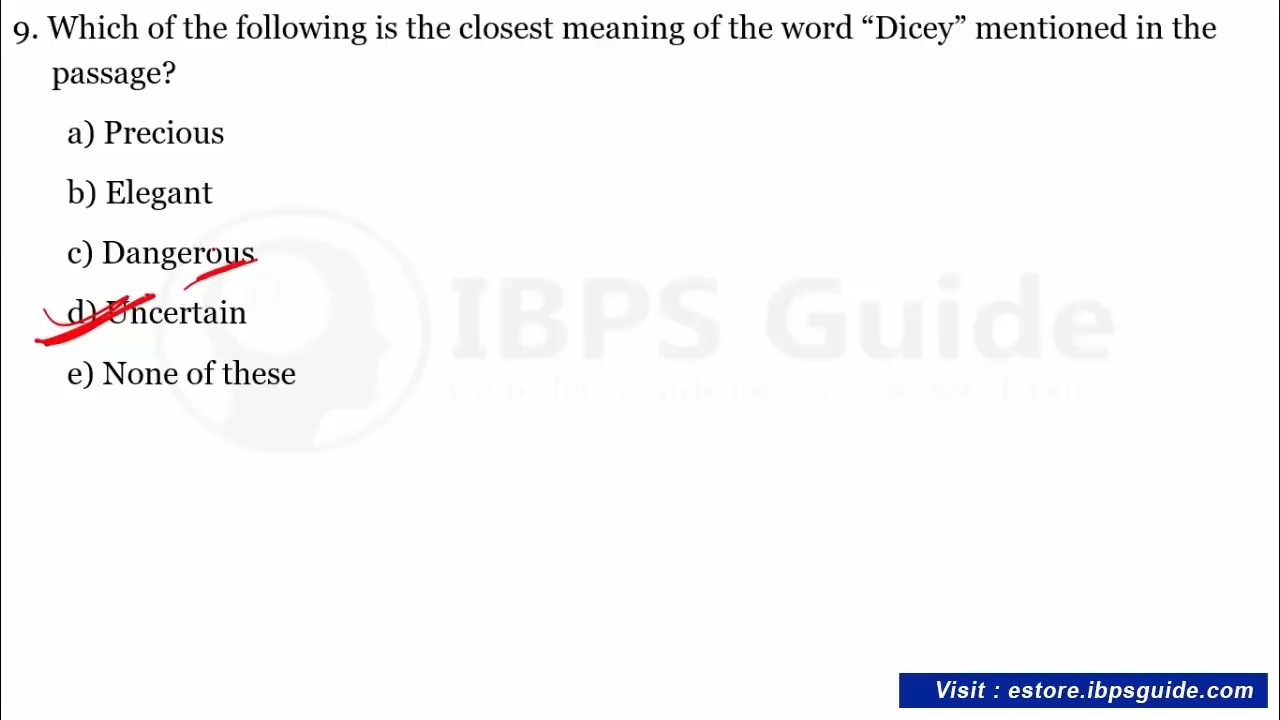 9. Which of the following is the closest meaning of the word “Dicey” mentioned in the
passage?
a) Precious
b) Elegant
c) Dangerous
d) Uncertain
e) None of these
IBPS Guide
Visit : estore.ibpsguide.com